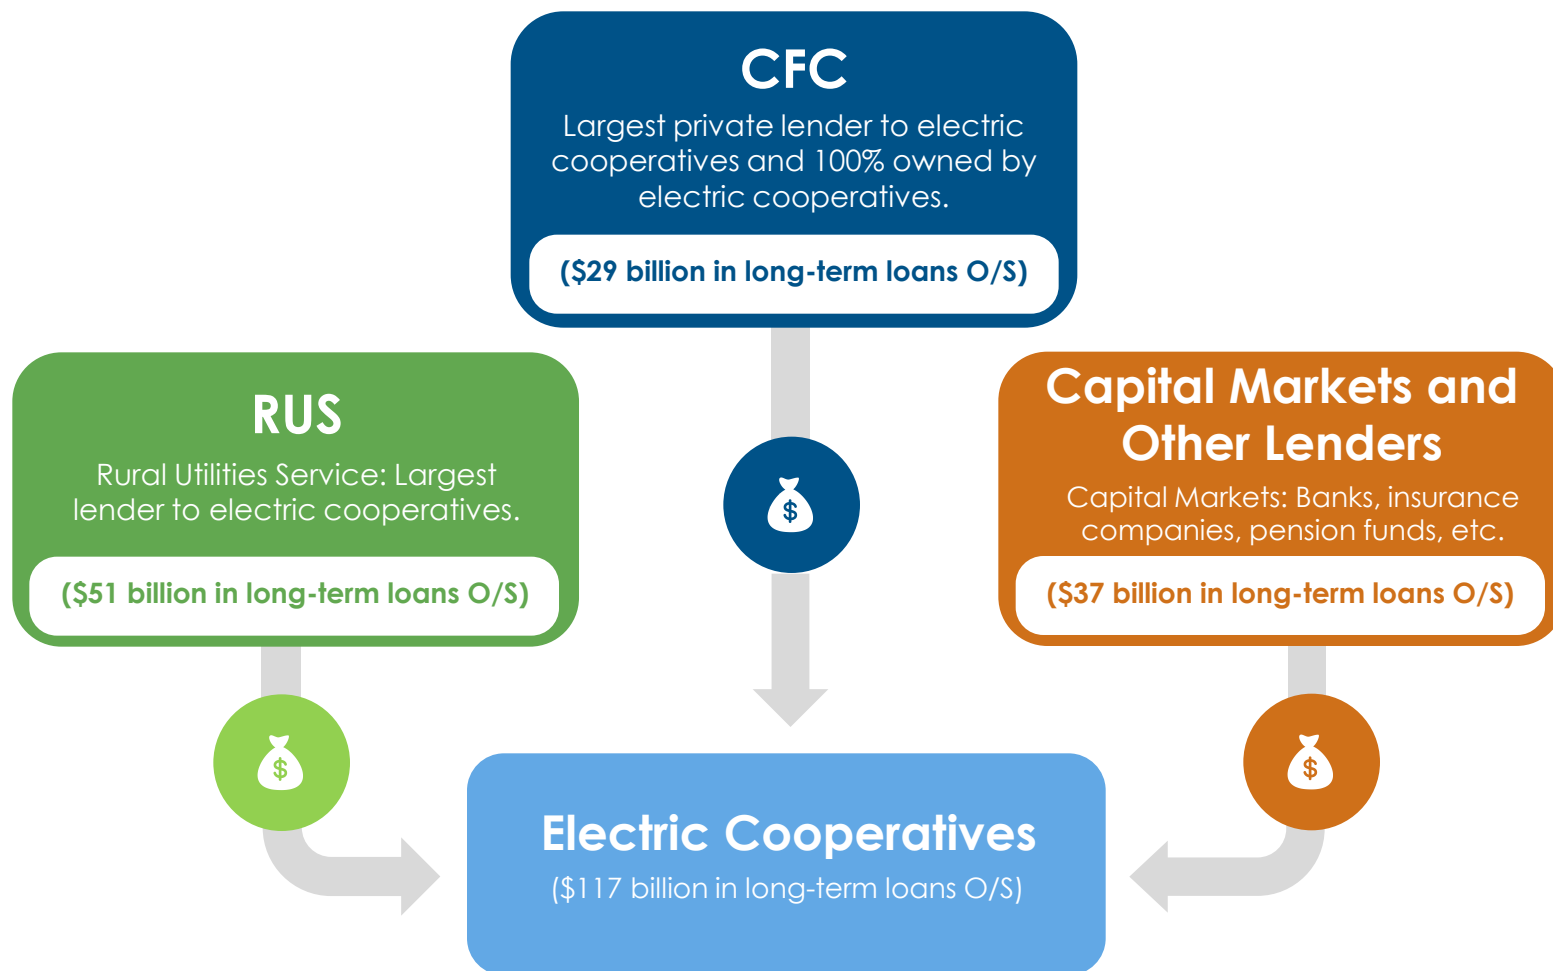 CFC
Largest private lender to electric
cooperatives and 100% owned by
electric cooperatives.
($29 billion in long-term loans O/S)
RUS
Rural Utilities Service: Largest
lender to electric cooperatives.
($51 billion in long-term loans O/S)
Capital Markets and
Other Lenders
Capital Markets: Banks, insurance
companies, pension funds, etc.
($37 billion in long-term loans O/S)
$
$
$
Electric Cooperatives
($117 billion in long-term loans O/S)